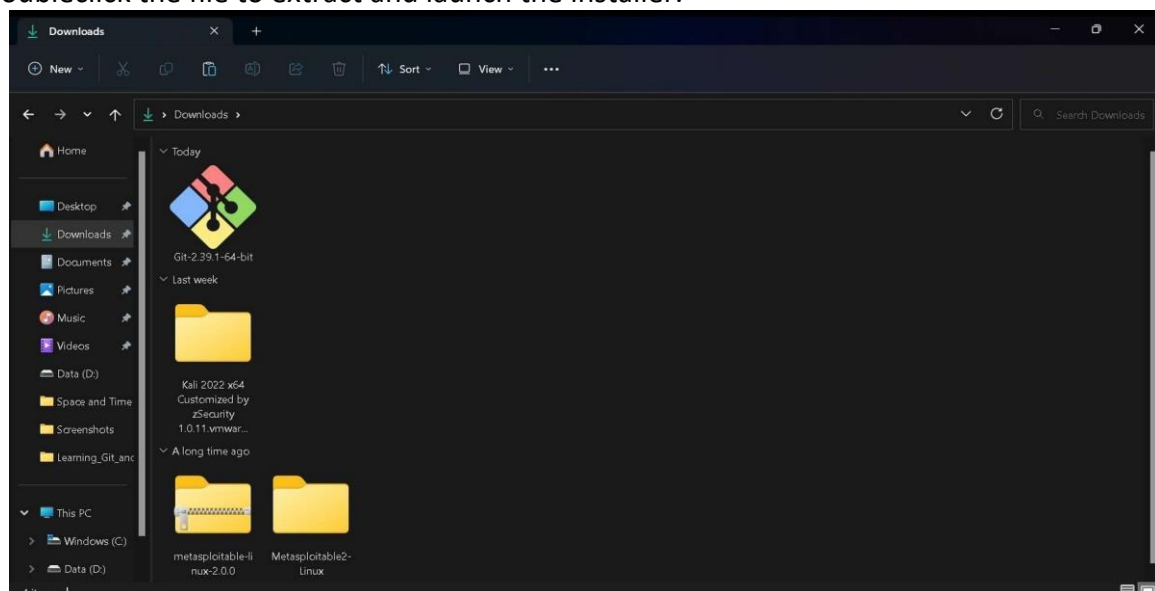 Downloads
New
Sort
View
Downloads
Search Downloads
Home
Desktop
Downloads
Documents
Pictures
Music
Videos
Data (D:)
Space and Time
Screenshots
Learning_Git_and
This PC
Windows (C:)
Data (D:)
Today
Git-2.39.1-64-bit
Last week
Kali 2022 x64
Customized by
zSecurity
1.0.11.vmwar...
A long time ago
metasploitable-li
nux-2.0.0
Metasploitable2-
Linux